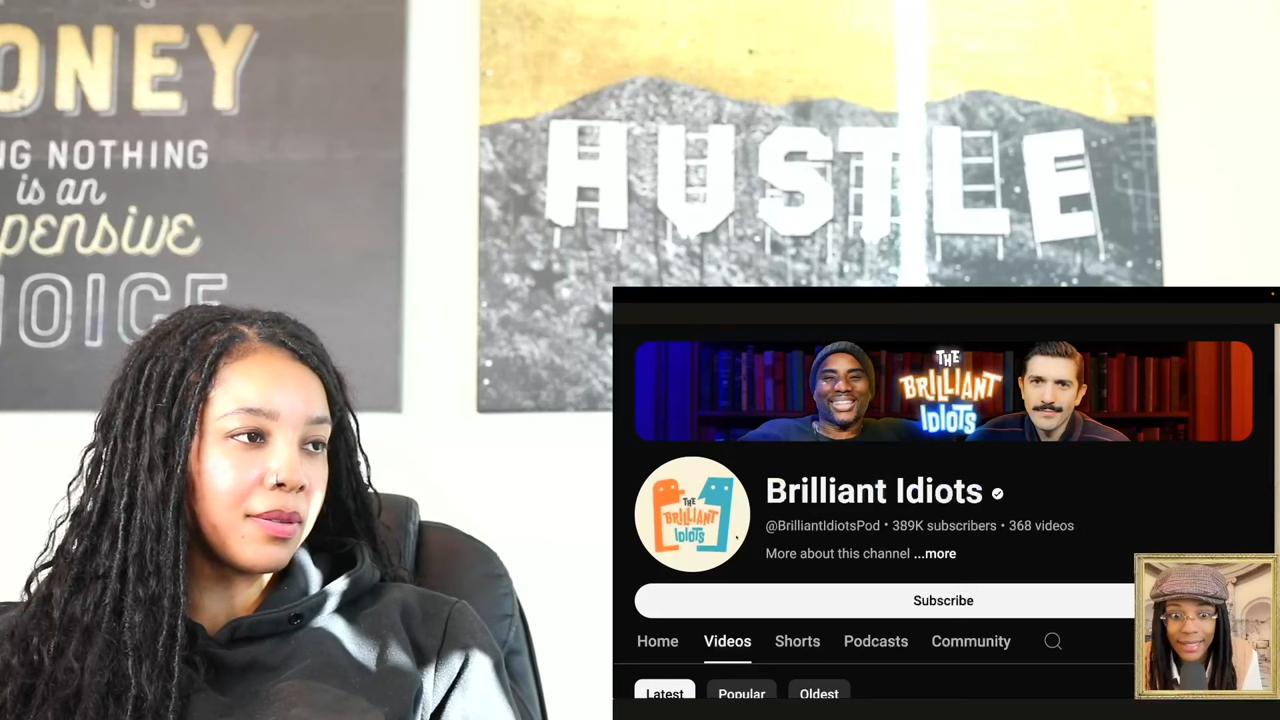 ONEY
NG NOTHING
is an
pensive
HOICE
HUSTLE
THE
BRILLIANT
IDIOTS
THE
BRILLIANT
IDIOTS
Brilliant Idiots
@BrilliantIdiotsPod • 389K subscribers • 368 videos
More about this channel ...more
Subscribe
Home Videos Shorts Podcasts Community
Latest Popular Oldest